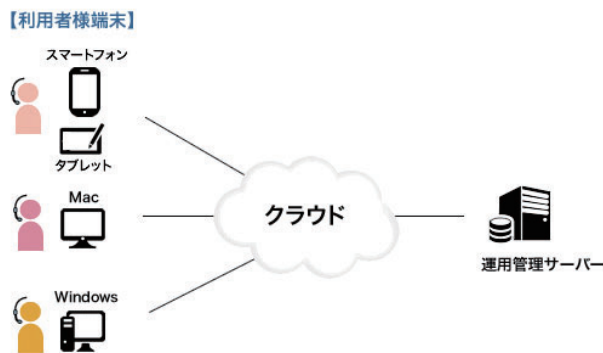 【利用者様端末】
スマートフォン
タブレット
Mac
クラウド
運用管理サーバー
Windows